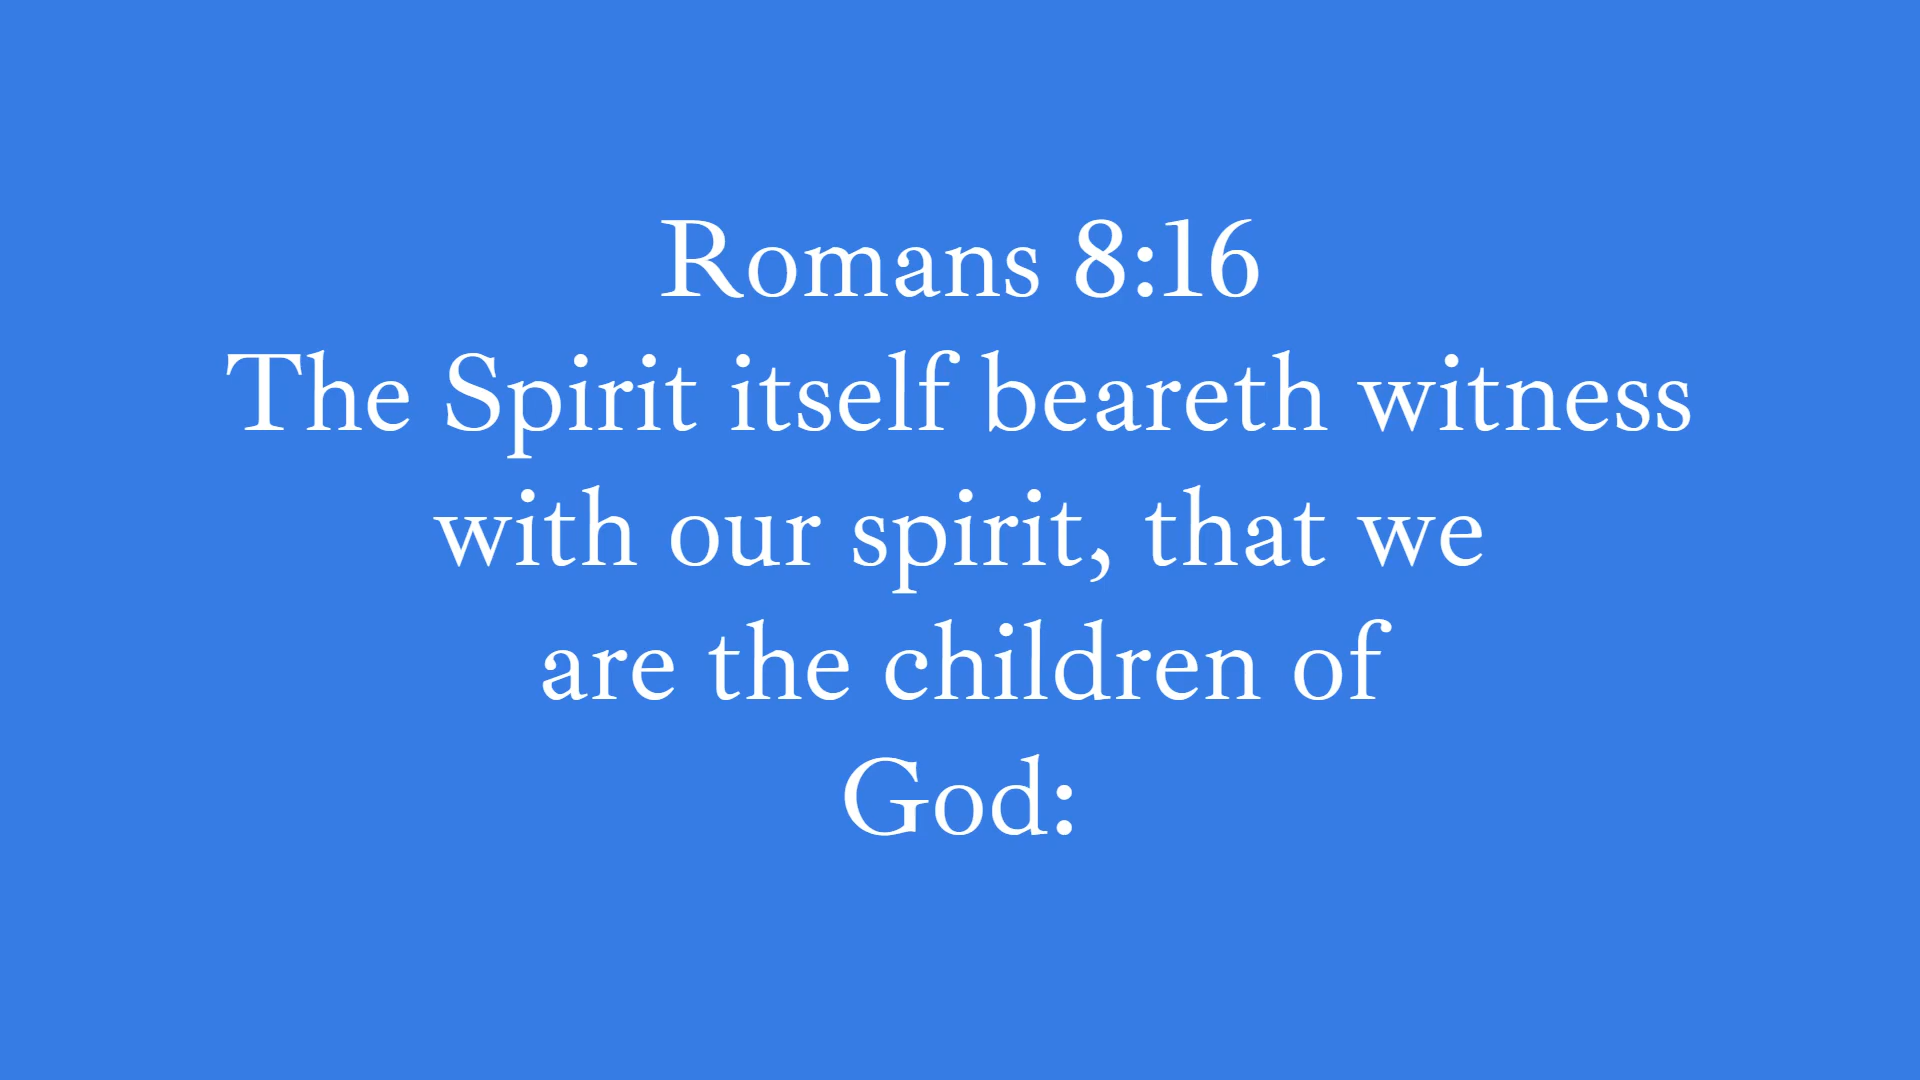 Romans 8:16
The Spirit itself beareth witness
with our spirit, that we
are the children of
God: